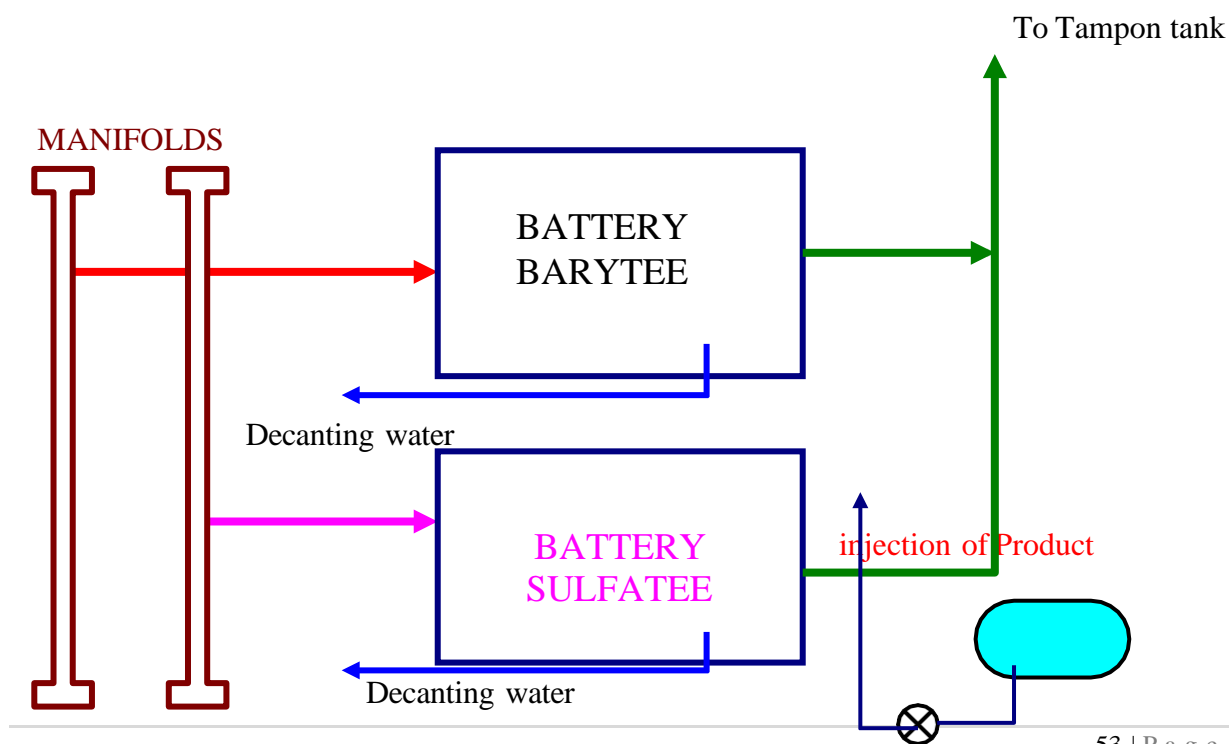 To Tampon tank
MANIFOLDS
BATTERY
BARYTEE
Decanting water
BATTERY
SULFATEE
injection of Product
Decanting water
53 | P a g e